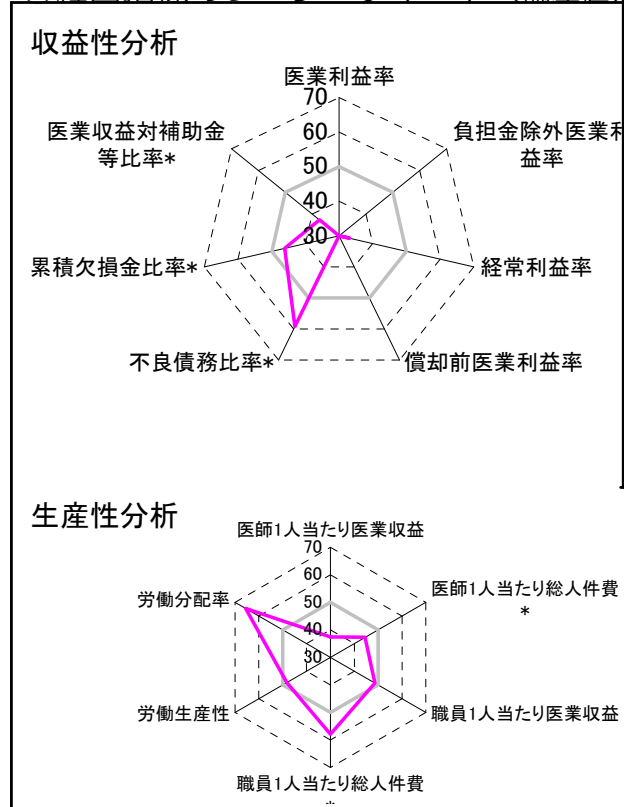 収益性分析
医業利益率
70
60
50
40
30
医業収益対補助金
等比率*
負担金除外医業利
益率
累積欠損金比率*
経常利益率
不良債務比率*
償却前医業利益率
生産性分析
医師1人当たり医業収益
70
60
50
40
30
労働分配率
医師1人当たり総人件費
*
労働生産性
職員1人当たり医業収益
職員1人当たり総人件費
*